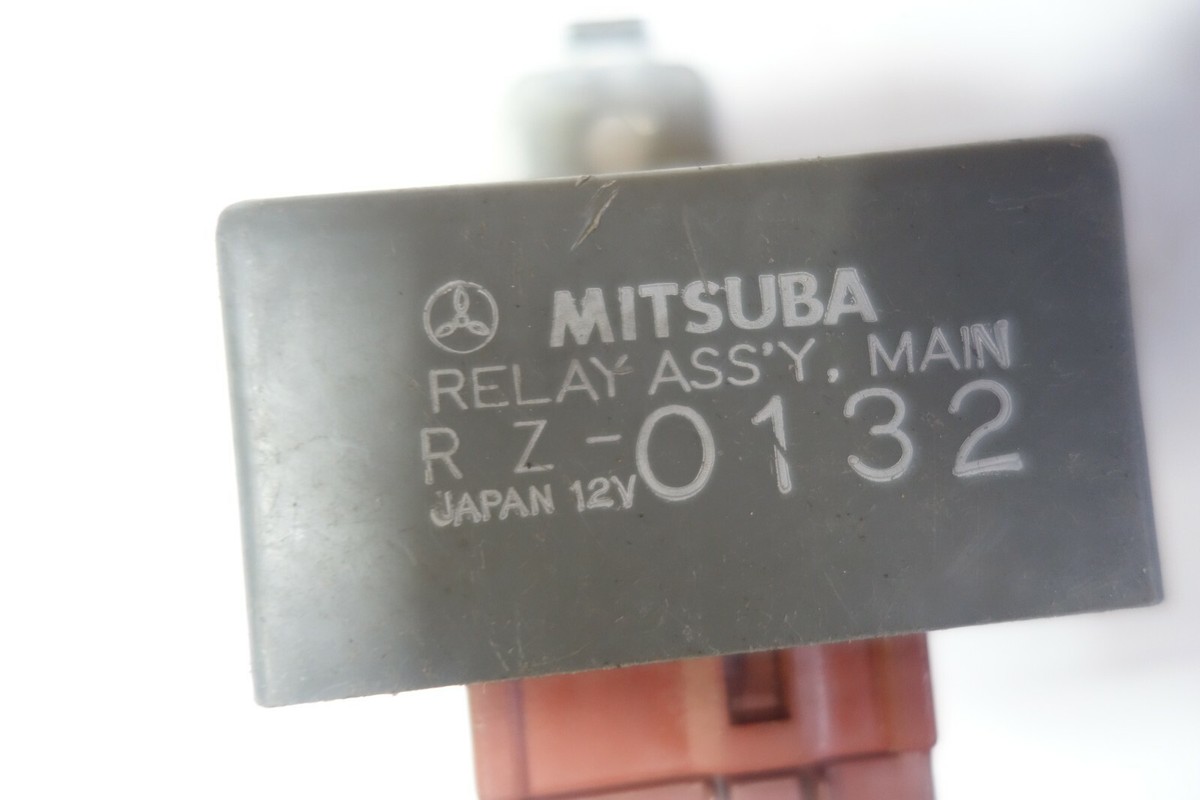 MITSUBA
RELAY ASS'Y, MAIN
R Z-0132
JAPAN 12V